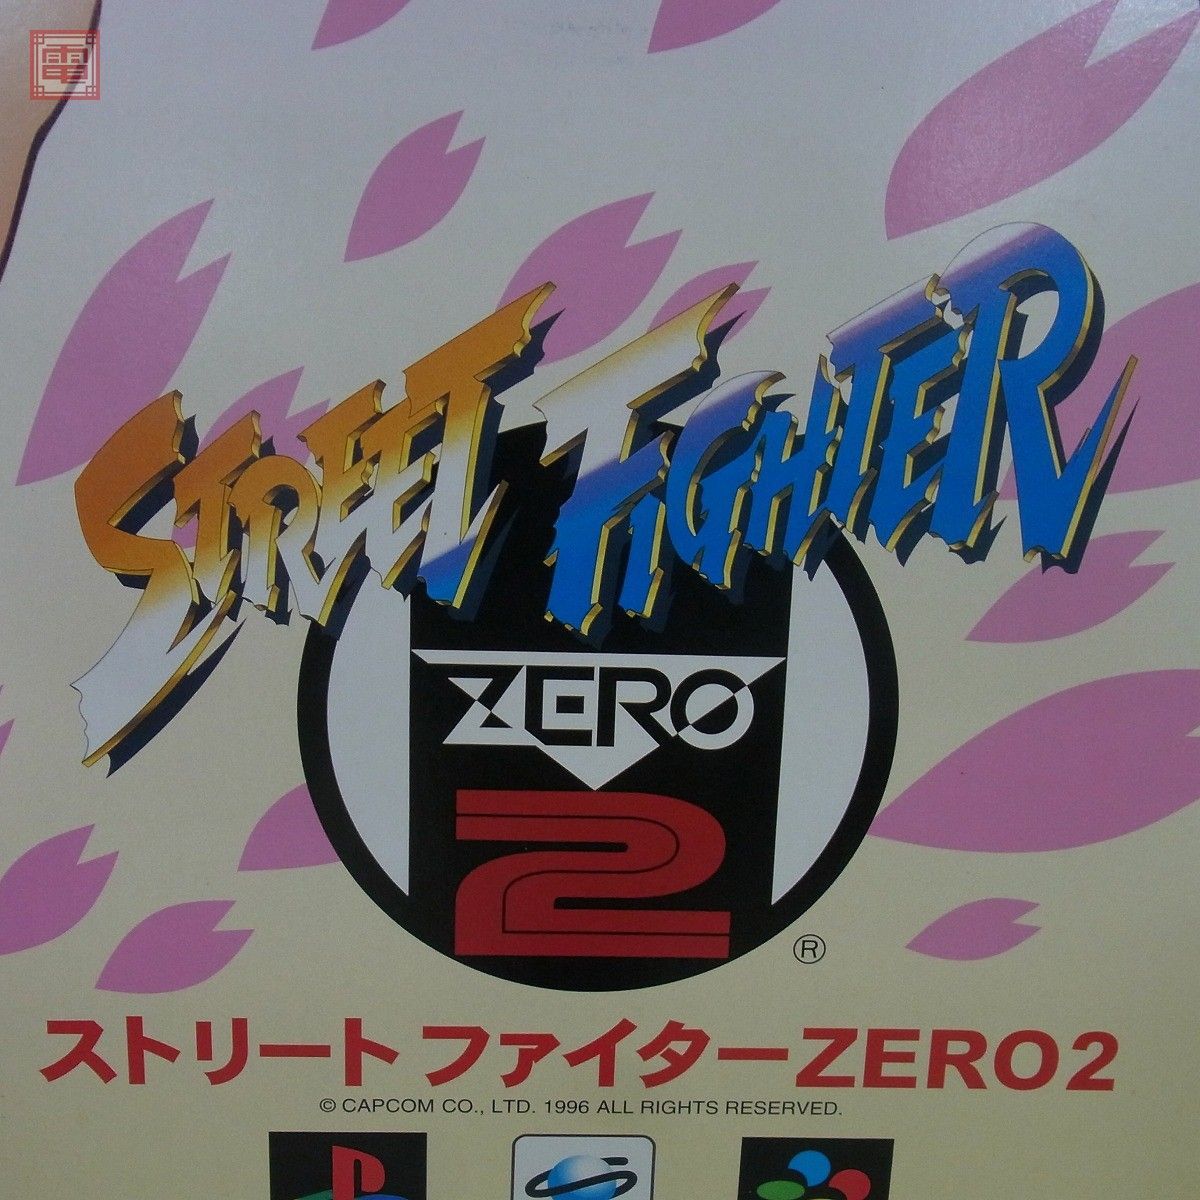 電
STREET FIGHTER
ZERO
2
®
ストリートファイターZERO2
© CAPCOM CO., LTD. 1996 ALL RIGHTS RESERVED.